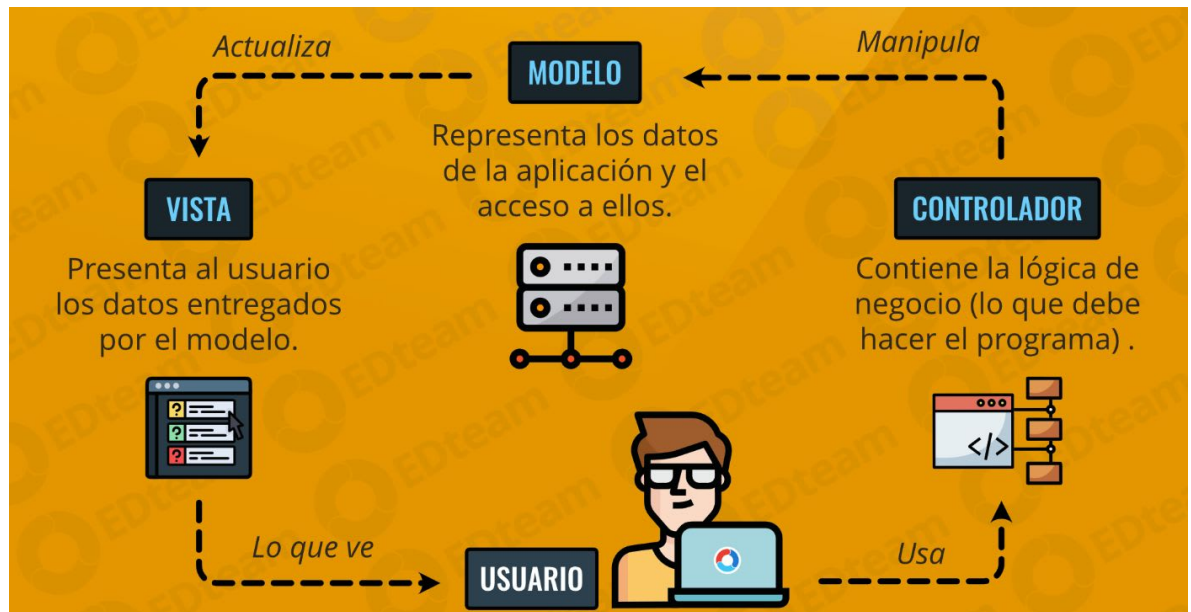 Actualiza
MODELO
Manipula
Representa los datos
de la aplicación y el
acceso a ellos.
VISTA
Presenta al usuario
los datos entregados
por el modelo.
CONTROLADOR
Contiene la lógica de
negocio (lo que debe
hacer el programa) .
</>
? 
?
?
Lo que ve
USUARIO
Usa
EDteam